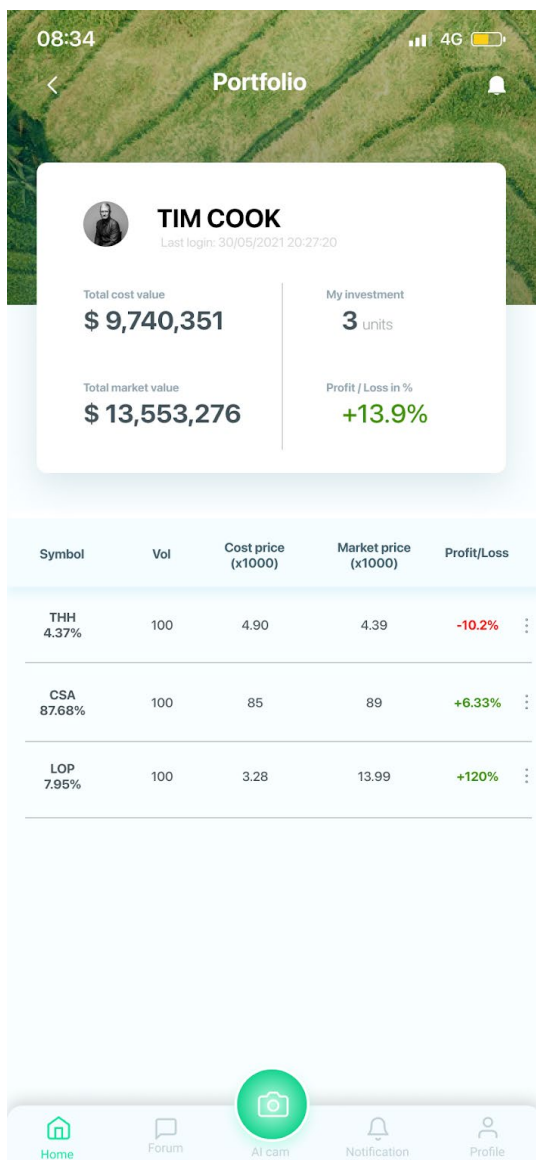 08:34
4G
Portfolio
TIM COOK
Last login: 30/05/2021 20:27:20
Total cost value
$ 9,740,351
My investment
3 units
Total market value
$ 13,553,276
Profit / Loss in %
+13.9%
Symbol Vol Cost price (x1000) Market price (x1000) Profit/Loss
THH
4.37%
100 4.90 4.39 -10.2%
CSA
87.68%
100 85 89 +6.33%
LOP
7.95%
100 3.28 13.99 +120%
Home Forum AI cam Notification Profile